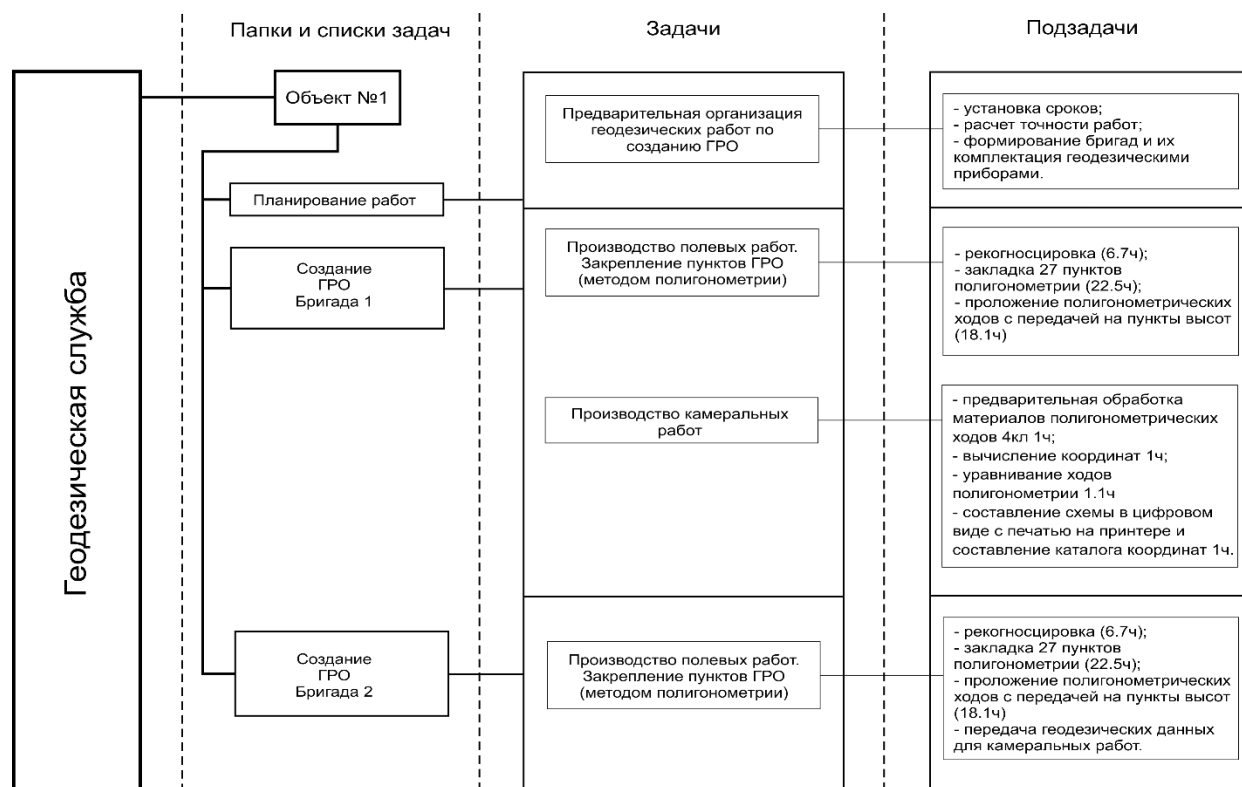 Папки и списки задач
Задачи
Подзадачи
Геодезическая служба
Объект №1
Планирование работ
Создание
ГРО
Бригада 1
Создание
ГРО
Бригада 2
Предварительная организация
геодезических работ по
созданию ГРО
Производство полевых работ.
Закрепление пунктов ГРО
(методом полигонометрии)
Производство камеральных
работ
Производство полевых работ.
Закрепление пунктов ГРО
(методом полигонометрии)
- установка сроков;
- расчет точности работ;
- формирование бригад и их
комплектация геодезическими
приборами.
- рекогносцировка (6.7ч);
- закладка 27 пунктов
полигонометрии (22.5ч);
- проложение полигонометрических
ходов с передачей на пункты высот
(18.1ч)
- предварительная обработка
материалов полигонометрических
ходов 4кл 1ч;
- вычисление координат 1ч;
- уравнивание ходов
полигонометрии 1.1ч
- составление схемы в цифровом
виде с печатью на принтере и
составление каталога координат 1ч.
- рекогносцировка (6.7ч);
- закладка 27 пунктов
полигонометрии (22.5ч);
- проложение полигонометрических
ходов с передачей на пункты высот
(18.1ч)
- передача геодезических данных
для камеральных работ.